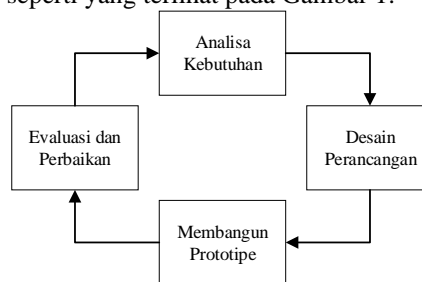 seperti yang terlihat pada Gambar 1.
Analisa
Kebutuhan
Evaluasi dan
Perbaikan
Desain
Perancangan
Membangun
Prototipe